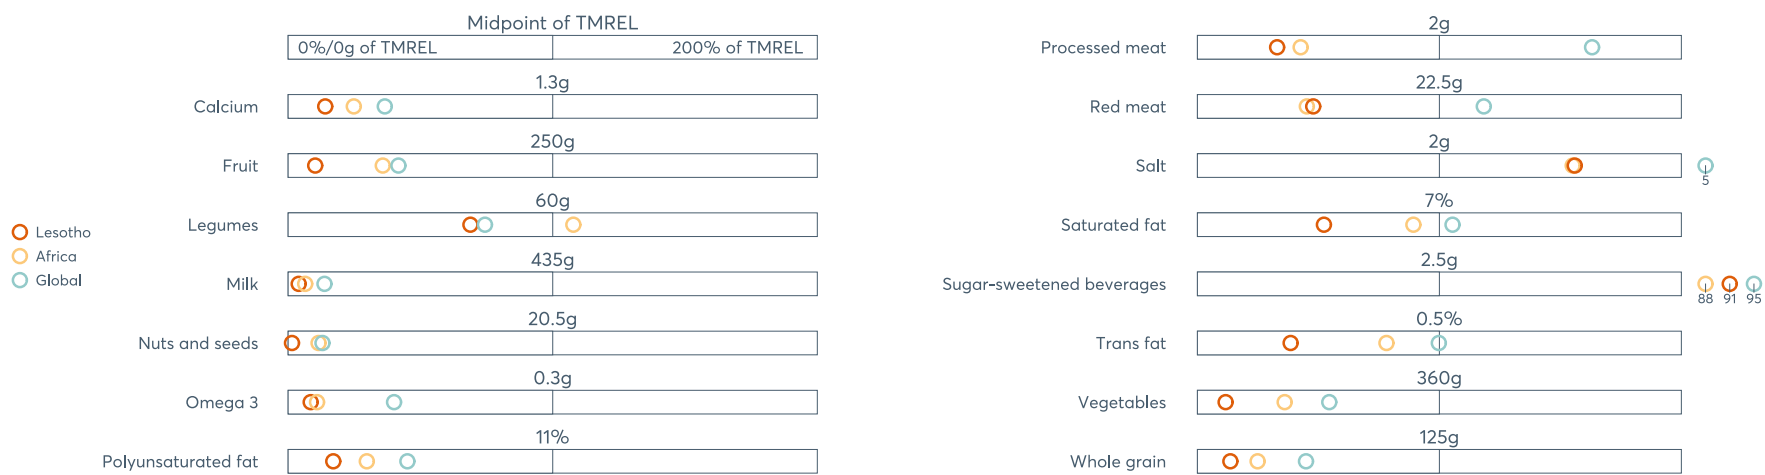 Midpoint of TMREL
0%/0g of TMREL 200% of TMREL
1.3g
Calcium
250g
Fruit
60g
Legumes
435g
Milk
20.5g
Nuts and seeds
0.3g
Omega 3
11%
Polyunsaturated fat
Lesotho
Africa
Global
2g
Processed meat
22.5g
Red meat
2g
Salt
5
7%
Saturated fat
2.5g
Sugar-sweetened beverages
88 91 95
0.5%
Trans fat
360g
Vegetables
125g
Whole grain